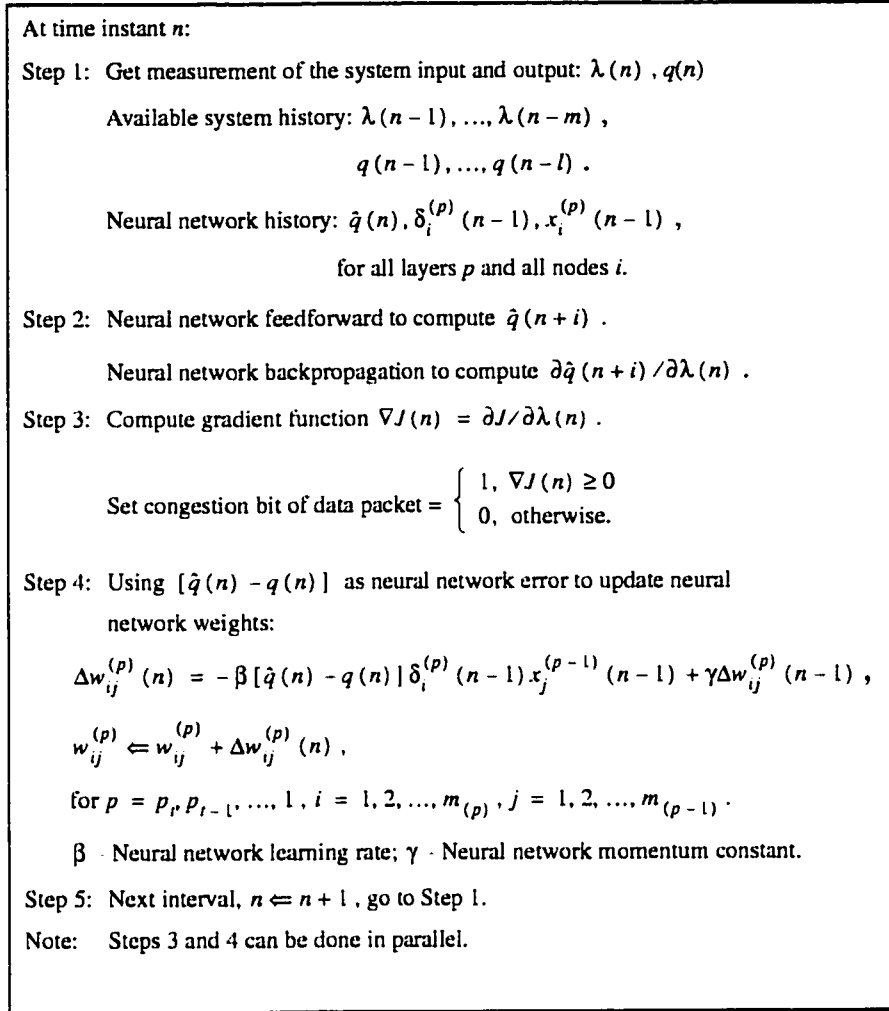 At time instant n:
Step 1: Get measurement of the system input and output: λ(n), q(n)
Available system history: λ(n − 1), ..., λ(n − m),
q(n − 1), ..., q(n − l).
Neural network history: q̂(n), δ_i^(p)(n − 1), x_i^(p)(n − 1),
for all layers p and all nodes i.
Step 2: Neural network feedforward to compute q̂(n + i).
Neural network backpropagation to compute ∂q̂(n + i)/∂λ(n).
Step 3: Compute gradient function ∇J(n) = ∂J/∂λ(n).
Set congestion bit of data packet = { 1, ∇J(n) ≥ 0
0, otherwise.
Step 4: Using [q̂(n) − q(n)] as neural network error to update neural
network weights:
Δw_ij^(p)(n) = −β[q̂(n) − q(n)]δ_i^(p)(n − 1)x_j^(p − 1)(n − 1) + γΔw_ij^(p)(n − 1),
w_ij^(p) ⇐ w_ij^(p) + Δw_ij^(p)(n),
for p = p_t, p_{t − 1}, ..., 1, i = 1, 2, ..., m_(p), j = 1, 2, ..., m_(p − 1).
β - Neural network learning rate; γ - Neural network momentum constant.
Step 5: Next interval, n ⇐ n + 1, go to Step 1.
Note: Steps 3 and 4 can be done in parallel.